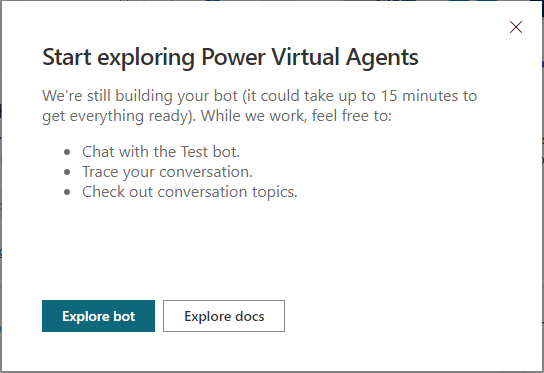 Start exploring Power Virtual Agents
We're still building your bot (it could take up to 15 minutes to
get everything ready). While we work, feel free to:
• Chat with the Test bot.
• Trace your conversation.
• Check out conversation topics.
Explore bot
Explore docs